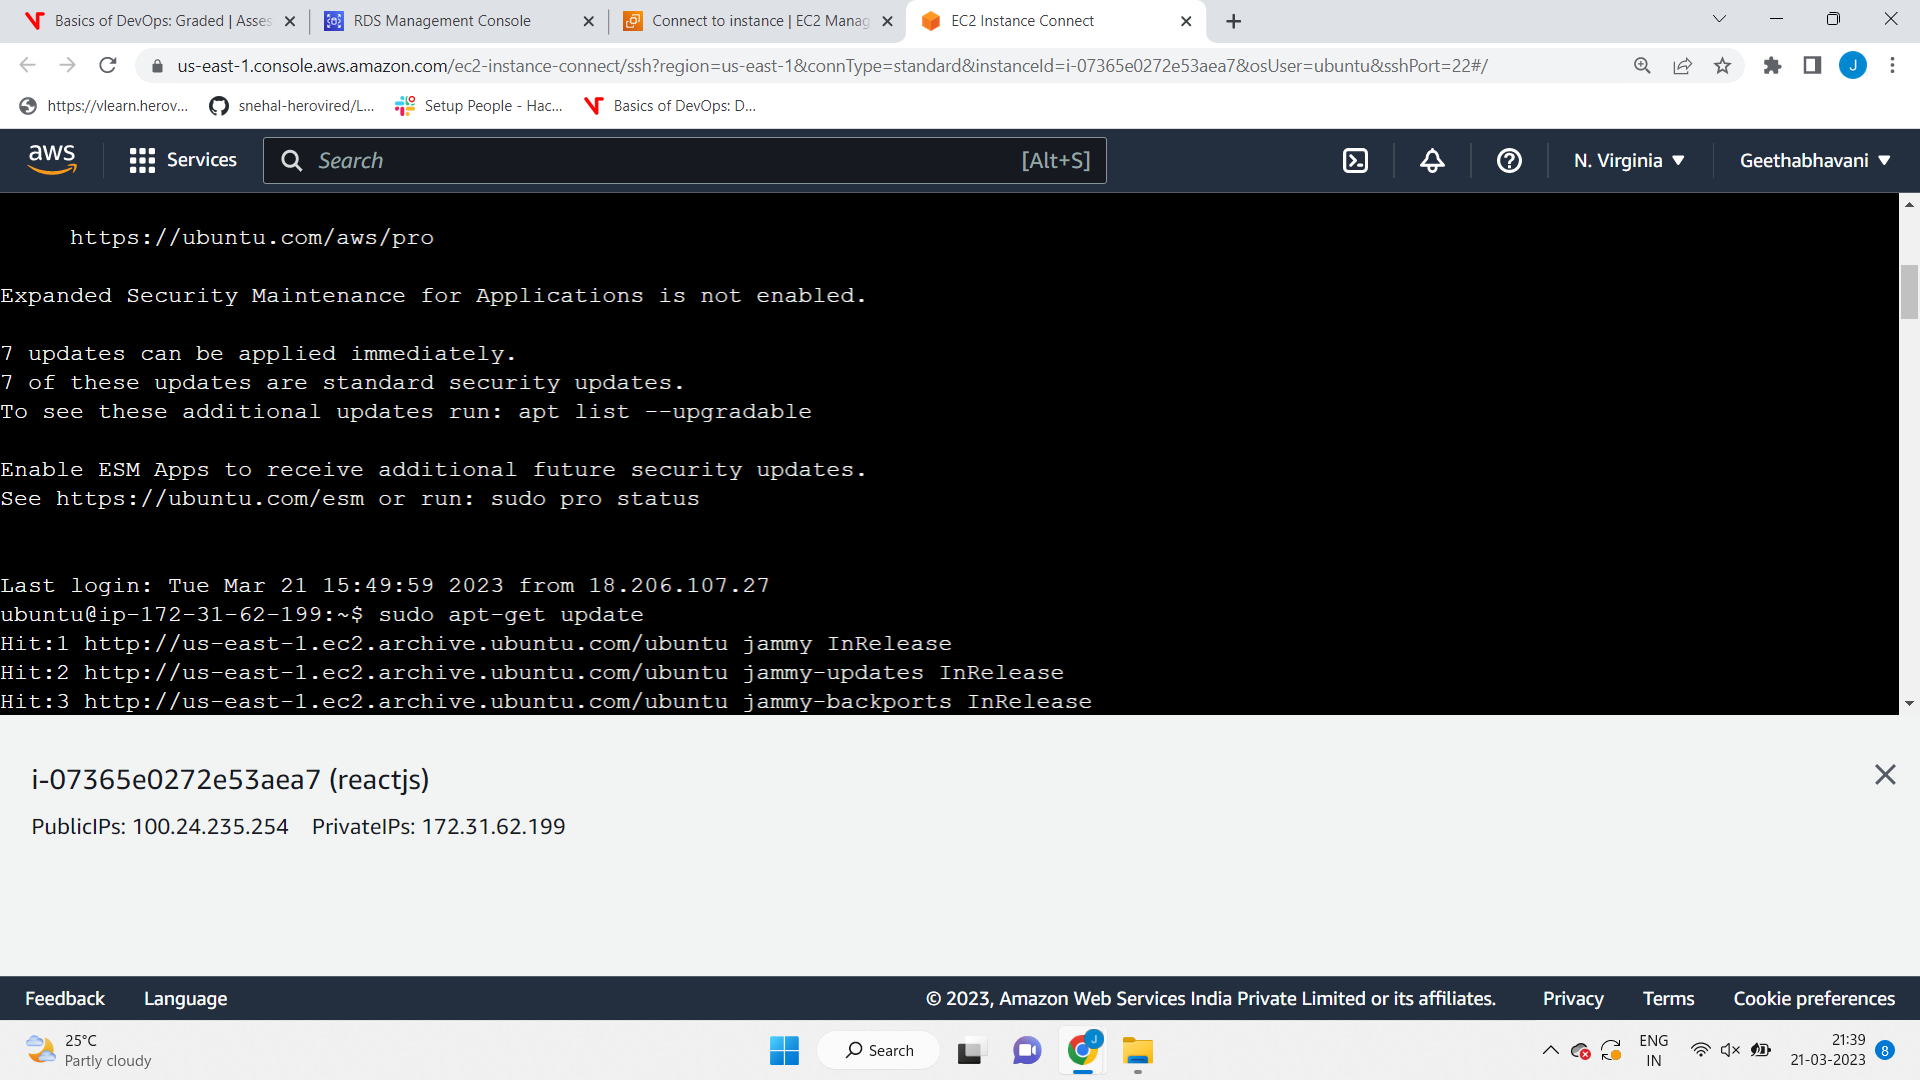 Basics of DevOps: Graded | Asses
RDS Management Console
Connect to instance | EC2 Manag
EC2 Instance Connect
us-east-1.console.aws.amazon.com/ec2-instance-connect/ssh?region=us-east-1&connType=standard&instanceId=i-07365e0272e53aea7&osUser=ubuntu&sshPort=22#/
J
https://vlearn.herov...
snehal-herovired/L...
Setup People - Hac...
Basics of DevOps: D...
aws
Services
Search
[Alt+S]
N. Virginia
Geethabhavani
https://ubuntu.com/aws/pro
Expanded Security Maintenance for Applications is not enabled.
7 updates can be applied immediately.
7 of these updates are standard security updates.
To see these additional updates run: apt list --upgradable
Enable ESM Apps to receive additional future security updates.
See https://ubuntu.com/esm or run: sudo pro status
Last login: Tue Mar 21 15:49:59 2023 from 18.206.107.27
ubuntu@ip-172-31-62-199:~$ sudo apt-get update
Hit:1 http://us-east-1.ec2.archive.ubuntu.com/ubuntu jammy InRelease
Hit:2 http://us-east-1.ec2.archive.ubuntu.com/ubuntu jammy-updates InRelease
Hit:3 http://us-east-1.ec2.archive.ubuntu.com/ubuntu jammy-backports InRelease
i-07365e0272e53aea7 (reactjs)
PublicIPs: 100.24.235.254 PrivateIPs: 172.31.62.199
Feedback
Language
© 2023, Amazon Web Services India Private Limited or its affiliates.
Privacy
Terms
Cookie preferences
25°C
Partly cloudy
Search
J
ENG
IN
21:39
21-03-2023
8